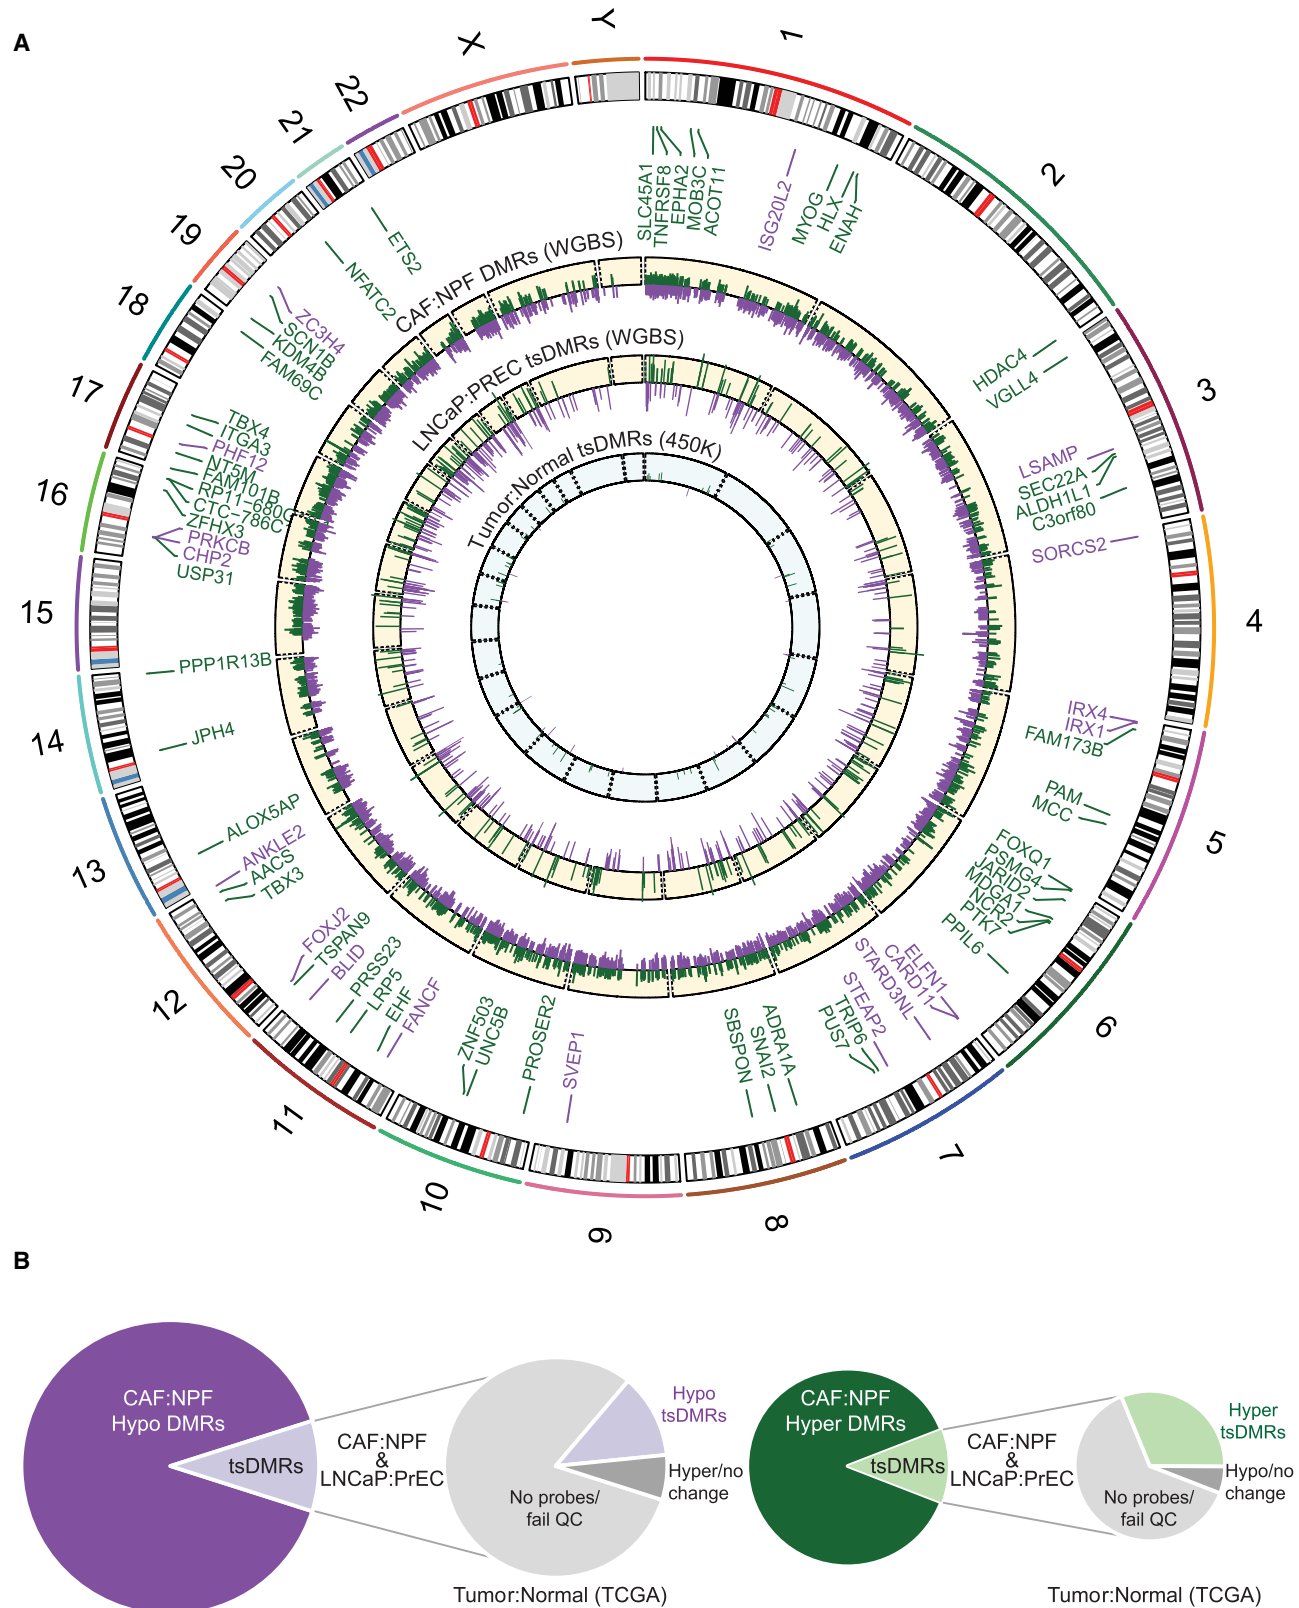 A
Y
1
2
3
4
5
6
7
8
9
10
11
12
13
14
15
16
17
18
19
20
21
22
X
SLC45A1
TNFRSF8
EPHA2
MOB3C
ACOT11
ISG20L2
MYOG
HLX
ENAH
HDAC4
VGLL4
LSAMP
SEC22A
ALDH1L1
C3orf80
SORCS2
IRX4
IRX1
FAM173B
PAM
MCC
FOXQ1
PSMG4
JARID2
MDGA1
NCR2
PTK7
PPIL6
ELFN1
CARD11
STARD3NL
STEAP2
TRIP6
PUS7
ADRA1A
SNAI2
SBSPON
SVEP1
PROSER2
UNC5B
ZNF503
FANCF
EHF
LRP5
PRSS23
BLID
TSPAN9
FOXJ2
TBX3
AACS
ANKLE2
ALOX5AP
JPH4
PPP1R13B
USP31
CHP2
PRKCB
ZFHX3
CTC-786C
RP11-680G
FAM101B
NT5M
PHF12
ITGA3
TBX4
FAM69C
KDM4B
SCN1B
ZC3H4
NFATC2
ETS2
CAF:NPF DMRs (WGBS)
LNCaP:PREC tsDMRs (WGBS)
Tumor:Normal tsDMRs (450K)
B
CAF:NPF
Hypo DMRs
tsDMRs
CAF:NPF
&
LNCaP:PrEC
No probes/
fail QC
Hypo
tsDMRs
Hyper/no
change
Tumor:Normal (TCGA)
CAF:NPF
Hyper DMRs
tsDMRs
CAF:NPF
&
LNCaP:PrEC
No probes/
fail QC
Hyper
tsDMRs
Hypo/no
change
Tumor:Normal (TCGA)